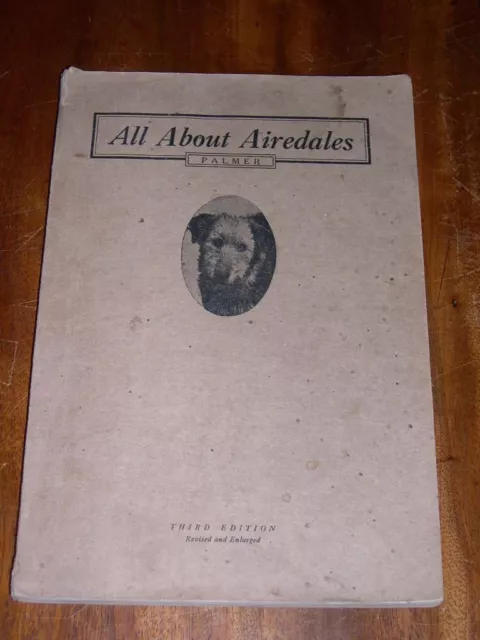 All About Airedales
PALMER
THIRD EDITION
Revised and Enlarged